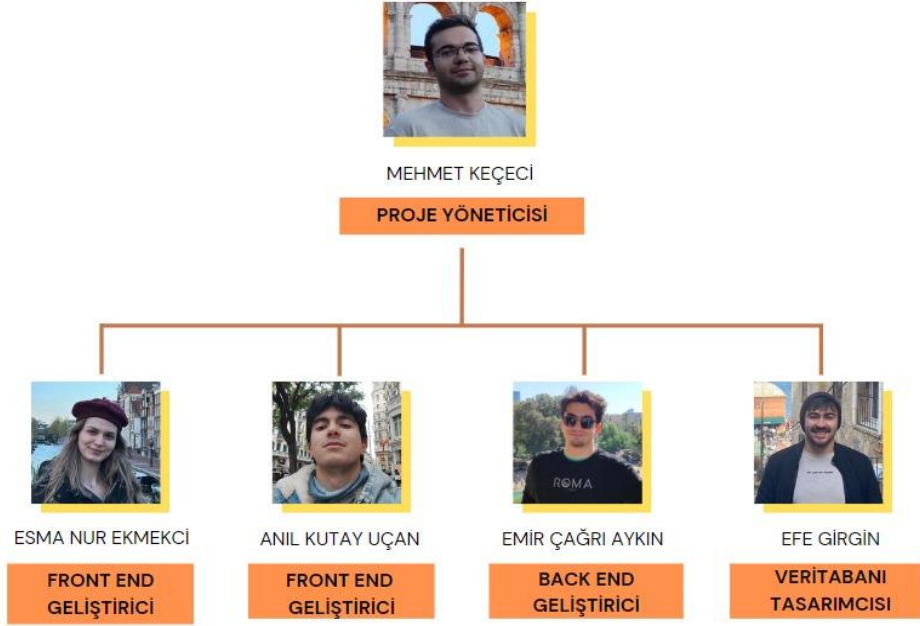 MEHMET KEÇECİ
PROJE YÖNETİCİSİ
ROMA
ESMA NUR EKMEKCİ
ANIL KUTAY UÇAN
EMİR ÇAĞRI AYKIN
EFE GİRGİN
FRONT END
GELİŞTİRİCİ
FRONT END
GELİŞTİRİCİ
BACK END
GELİŞTİRİCİ
VERİTABANI
TASARIMCISI